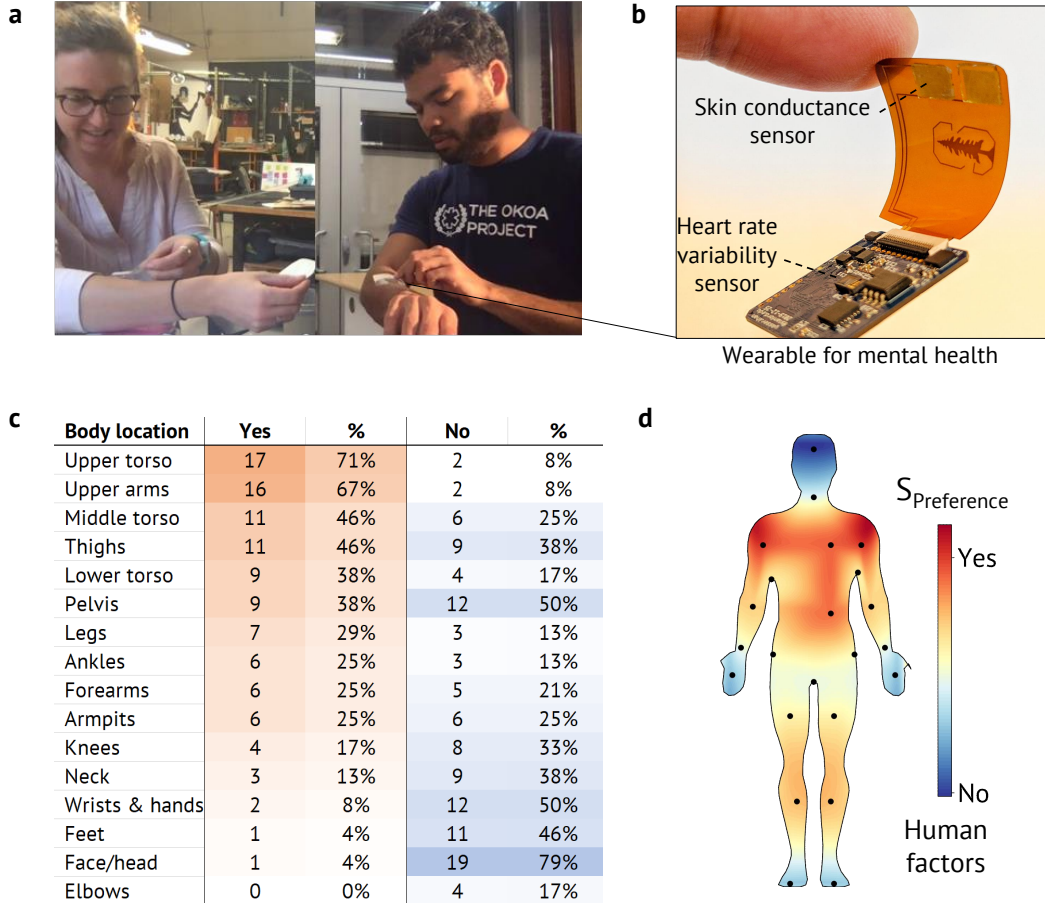 a
THE OKOA
PROJECT
b
Skin conductance
sensor
Heart rate
variability
sensor
Wearable for mental health
c
Body location Yes % No %
Upper torso 17 71% 2 8%
Upper arms 16 67% 2 8%
Middle torso 11 46% 6 25%
Thighs 11 46% 9 38%
Lower torso 9 38% 4 17%
Pelvis 9 38% 12 50%
Legs 7 29% 3 13%
Ankles 6 25% 3 13%
Forearms 6 25% 5 21%
Armpits 6 25% 6 25%
Knees 4 17% 8 33%
Neck 3 13% 9 38%
Wrists & hands 2 8% 12 50%
Feet 1 4% 11 46%
Face/head 1 4% 19 79%
Elbows 0 0% 4 17%
d
SPreference
Yes
No
Human
factors